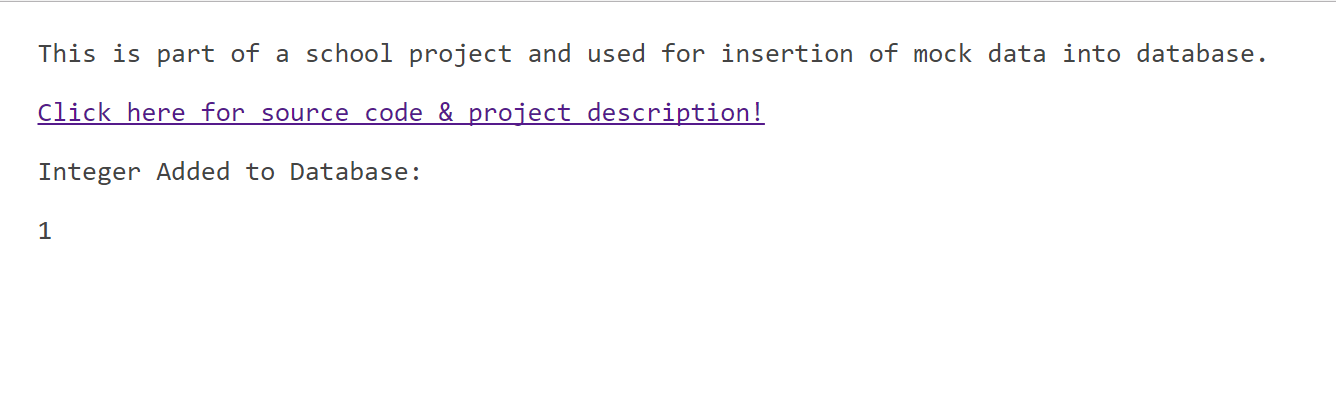 This is part of a school project and used for insertion of mock data into database.
Click here for source code & project description!
Integer Added to Database:
1